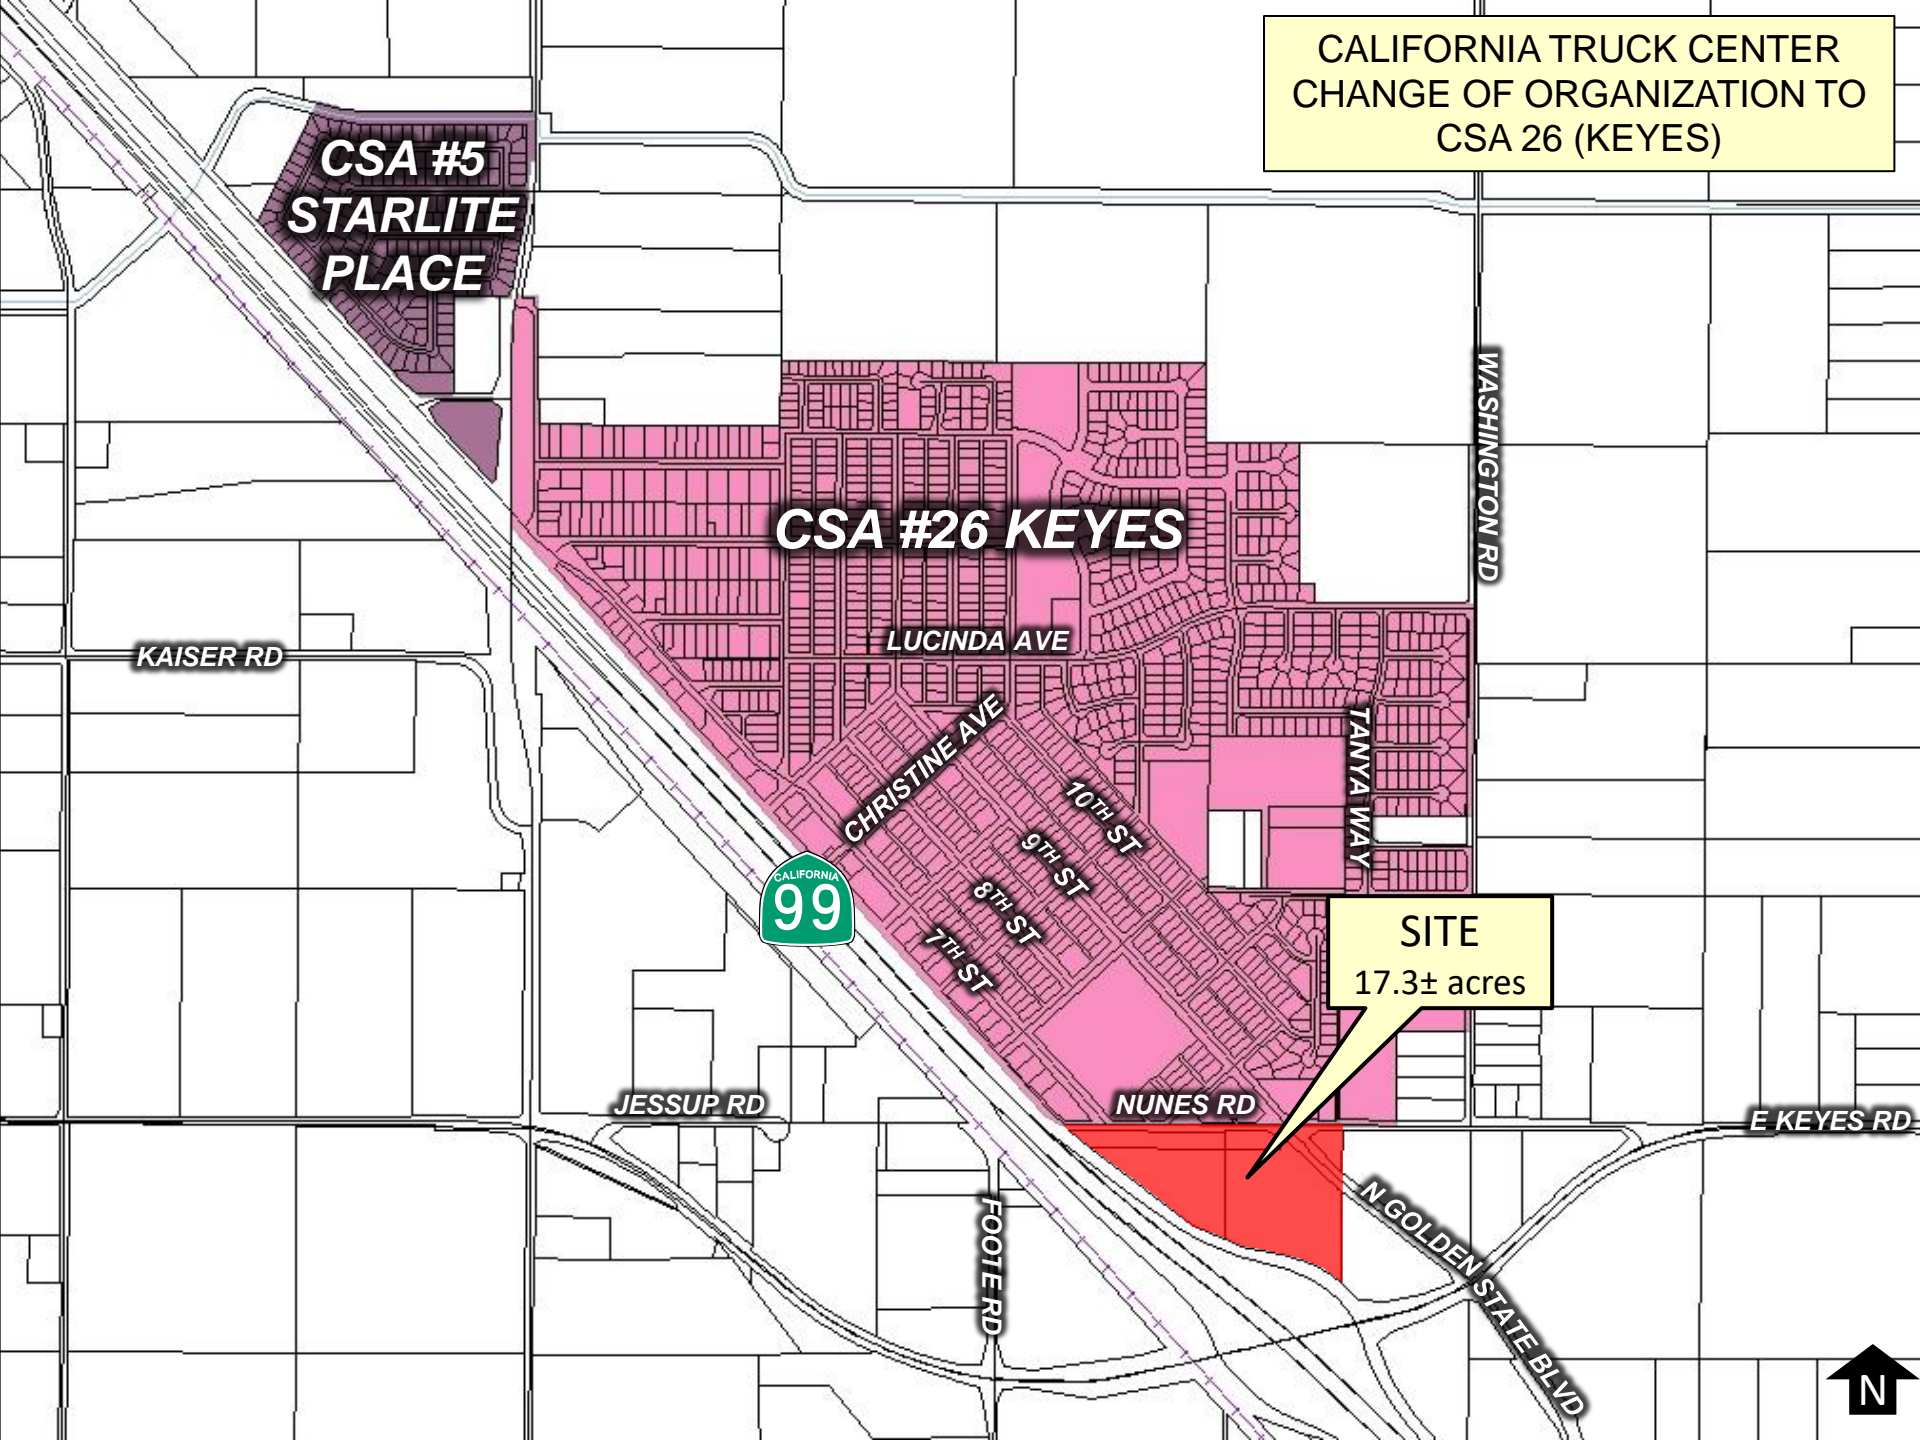 CALIFORNIA TRUCK CENTER
CHANGE OF ORGANIZATION TO
CSA 26 (KEYES)
CSA #5
STARLITE
PLACE
CSA #26 KEYES
WASHINGTON RD
LUCINDA AVE
KAISER RD
CHRISTINE AVE
TANYA WAY
10TH ST
9TH ST
8TH ST
7TH ST
CALIFORNIA
99
SITE
17.3± acres
JESSUP RD
NUNES RD
E KEYES RD
FOOTE RD
N GOLDEN STATE BLVD
N